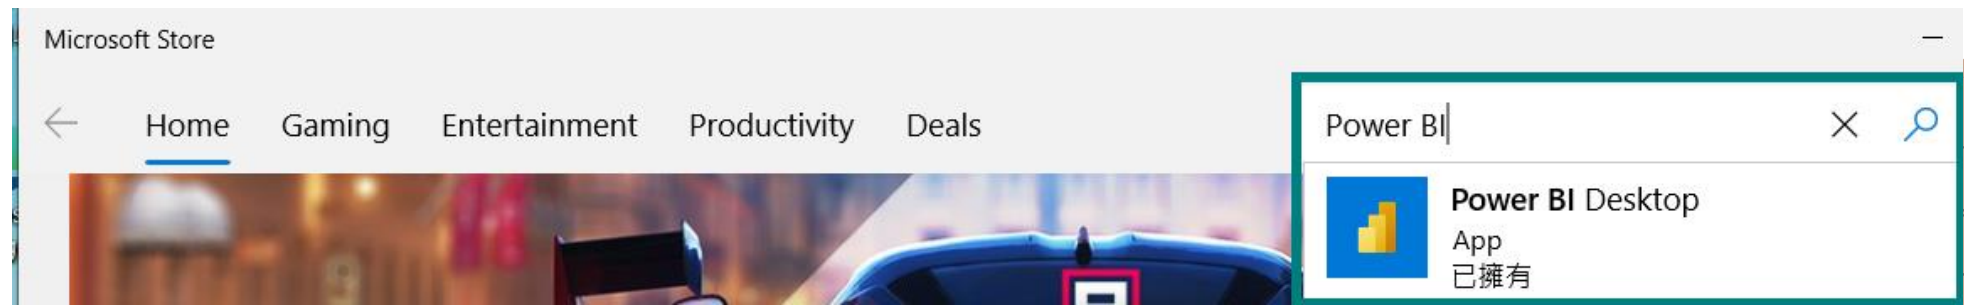 Microsoft Store
Home Gaming Entertainment Productivity Deals
Power BI
Power BI Desktop
App
已擁有